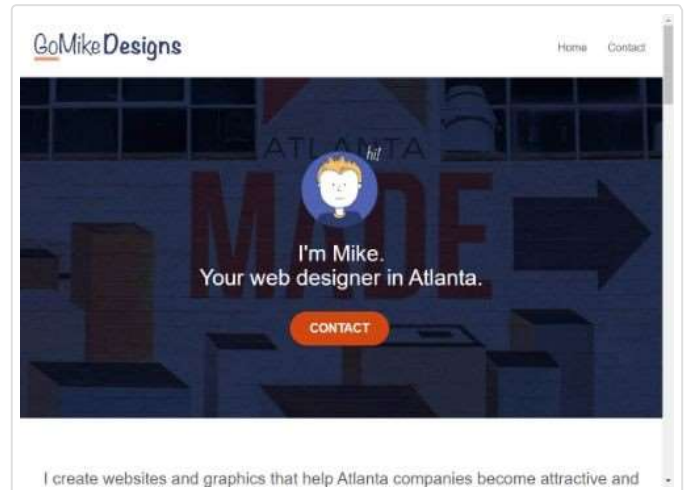 GoMike Designs
Home Contact
ATLANTA
hi!
MADE
I'm Mike.
Your web designer in Atlanta.
CONTACT
I create websites and graphics that help Atlanta companies become attractive and